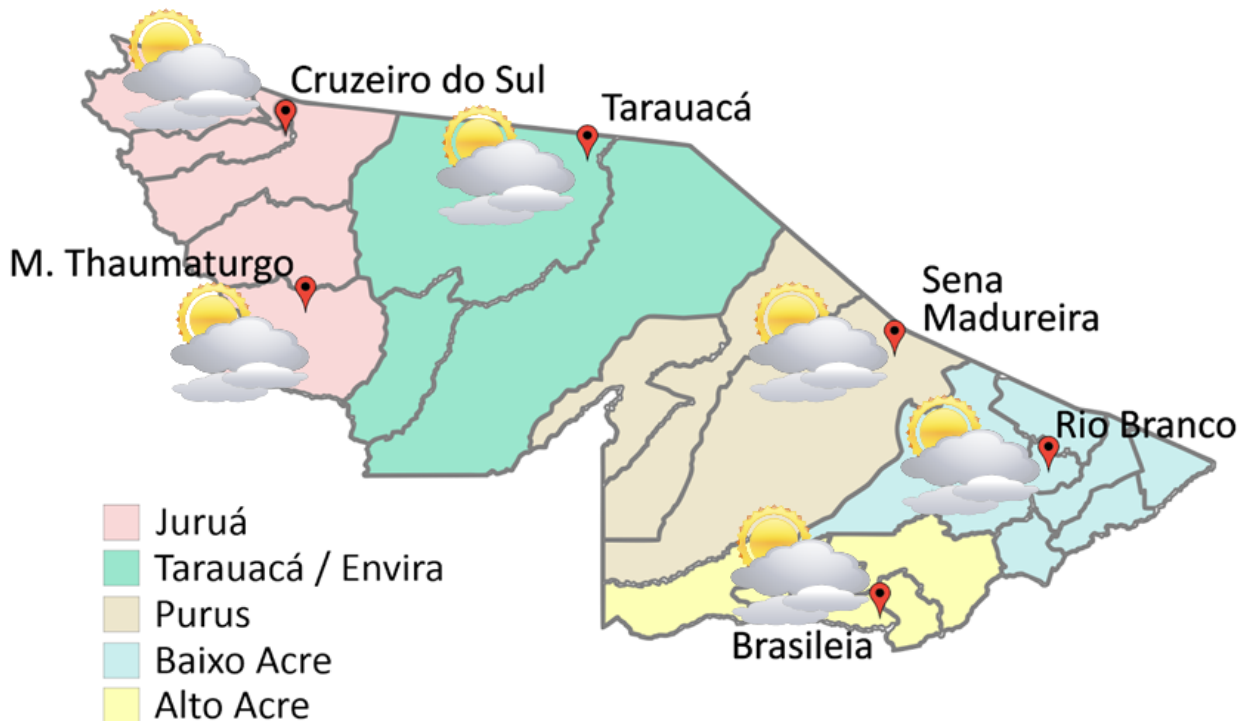 Cruzeiro do Sul
Tarauacá
M. Thaumaturgo
Sena
Madureira
Rio Branco
Brasileia
Juruá
Tarauacá / Envira
Purus
Baixo Acre
Alto Acre